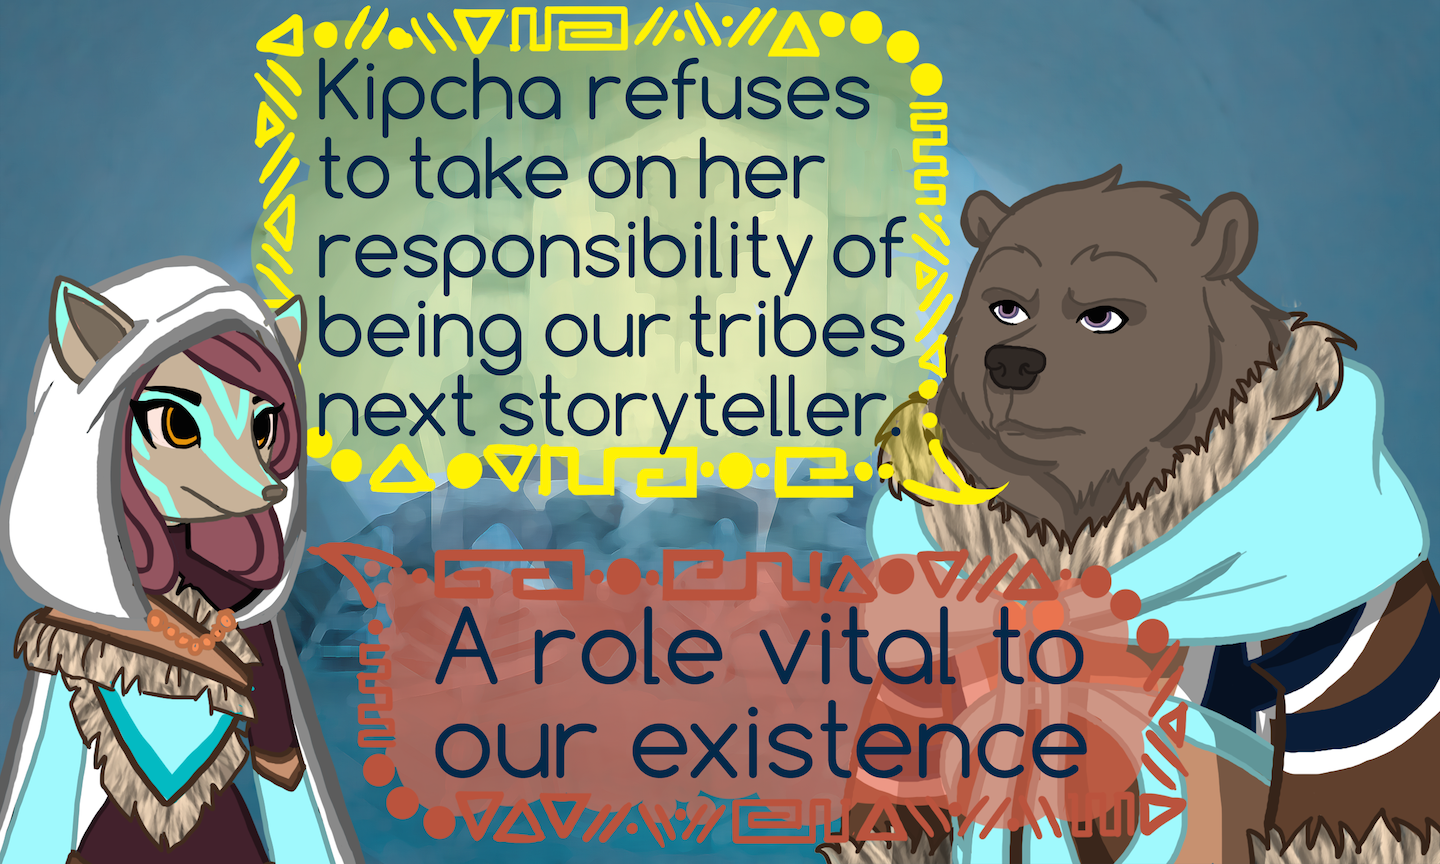 Kipcha refuses
to take on her
responsibility of
being our tribes
next storyteller.
A role vital to
our existence